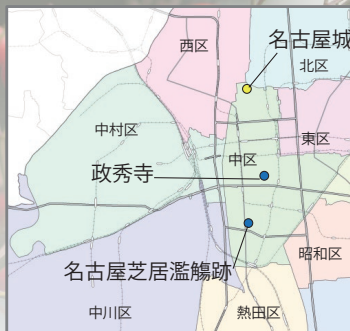 西区
名古屋城
北区
中村区
東区
中区
政秀寺
昭和区
名古屋芝居濫觴跡
中川区
熱田区